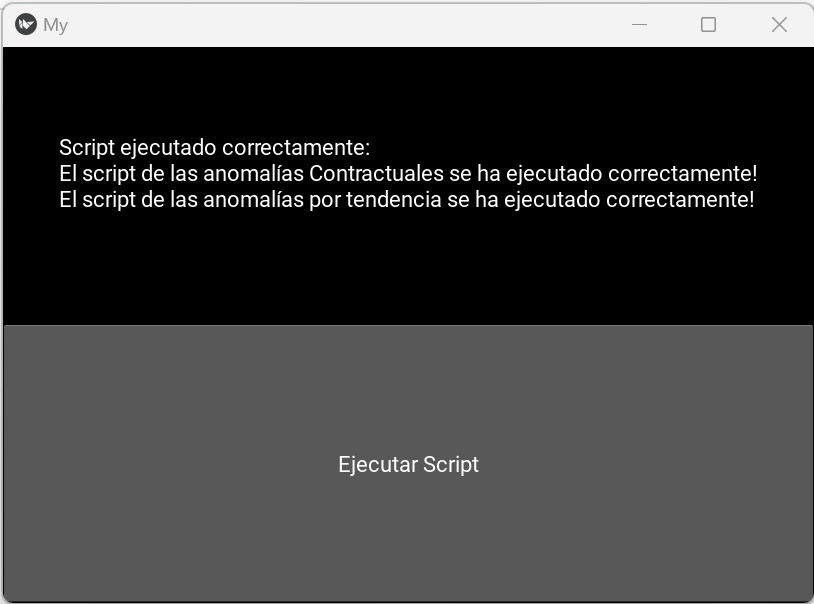 My
Script ejecutado correctamente:
El script de las anomalías Contractuales se ha ejecutado correctamente!
El script de las anomalías por tendencia se ha ejecutado correctamente!
Ejecutar Script